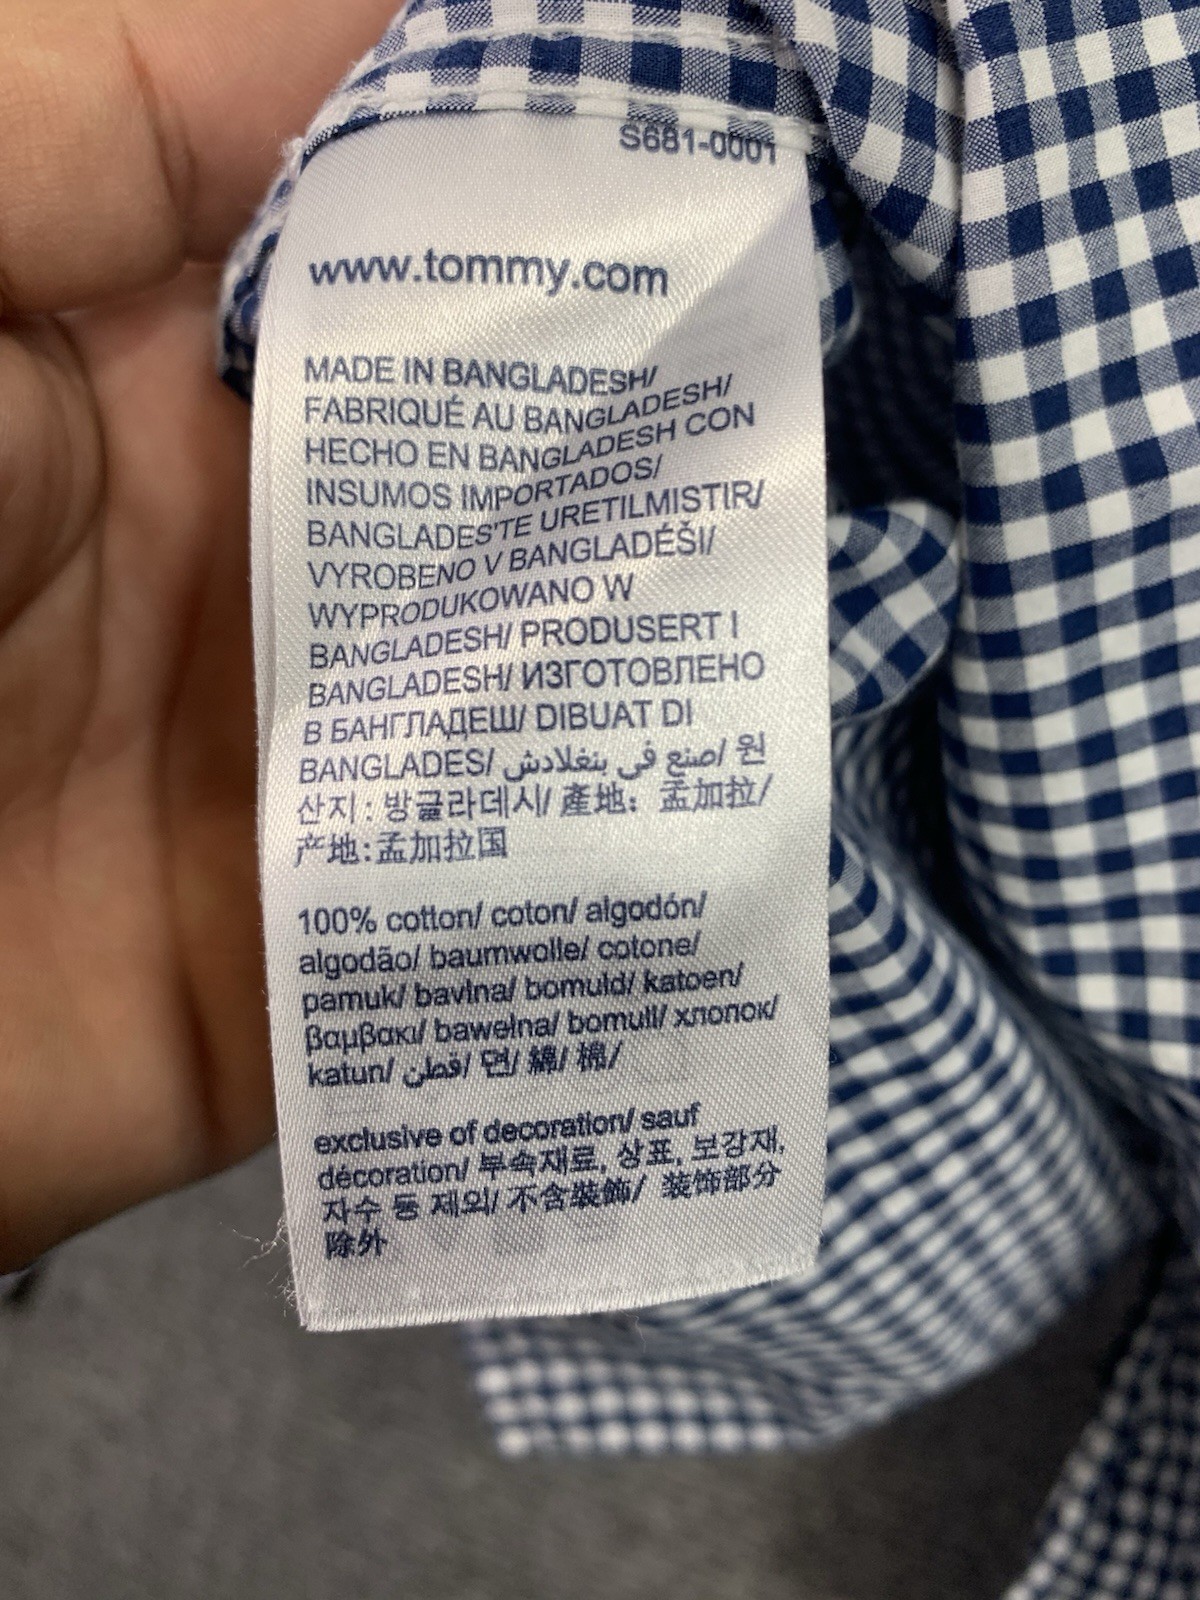 S681-0001
www.tommy.com
MADE IN BANGLADESH/
FABRIQUÉ AU BANGLADESH/
HECHO EN BANGLADESH CON
INSUMOS IMPORTADOS/
BANGLADES'TE URETILMISTIR/
VYROBENO V BANGLADÉŠI/
WYPRODUKOWANO W
BANGLADESH/ PRODUSERT I
BANGLADESH/ ИЗГОТОВЛЕНО
В БАНГЛАДЕШ/ DIBUAT DI
BANGLADES/ صنع في بنغلادش/ 원
산지: 방글라데시/ 產地: 孟加拉/
产地:孟加拉国
100% cotton/ coton/ algodón/
algodão/ baumwolle/ cotone/
pamuk/ bavlna/ bomuld/ katoen/
βαμβακι/ bawełna/ bomull/ хлопок/
katun/ قطن/ 면/ 綿/ 棉/
exclusive of decoration/ sauf
décoration/ 부속재료, 상표, 보강재,
자수 등 제외/ 不含裝飾/ 装饰部分
除外